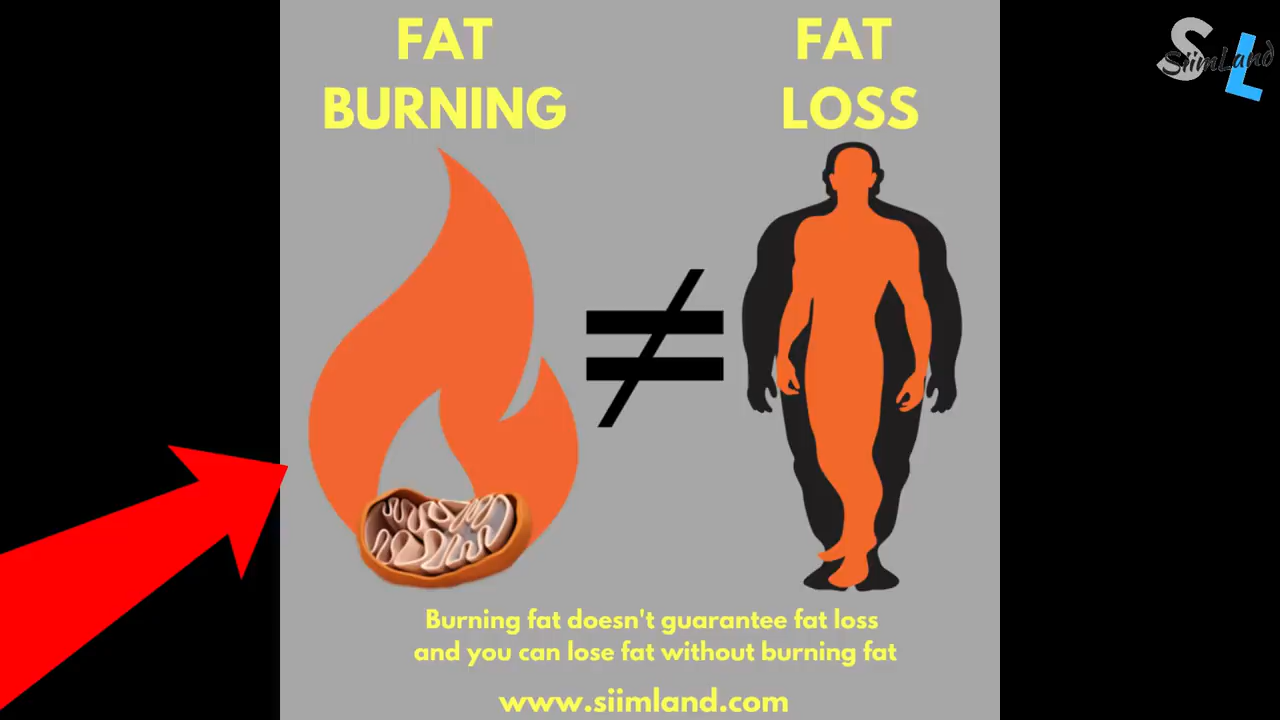 FAT
BURNING
FAT
LOSS
S L
SiimLand
≠
Burning fat doesn't guarantee fat loss
and you can lose fat without burning fat
www.siimland.com